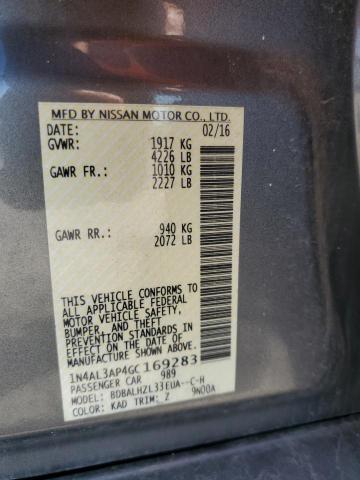 MFD BY NISSAN MOTOR CO., LTD.
DATE: 02/16
GVWR: 1917 KG
4226 LB
GAWR FR: 1010 KG
2227 LB
GAWR RR: 940 KG
2072 LB
THIS VEHICLE CONFORMS TO
ALL APPLICABLE FEDERAL
MOTOR VEHICLE SAFETY,
BUMPER, AND THEFT
PREVENTION STANDARDS IN
EFFECT ON THE DATE OF
MANUFACTURE SHOWN ABOVE.
1N4AL3AP4GC169283
PASSENGER CAR 989
MODEL: BDBALHZL33EUA--C-H
COLOR: KAD TRIM: Z 9N00A